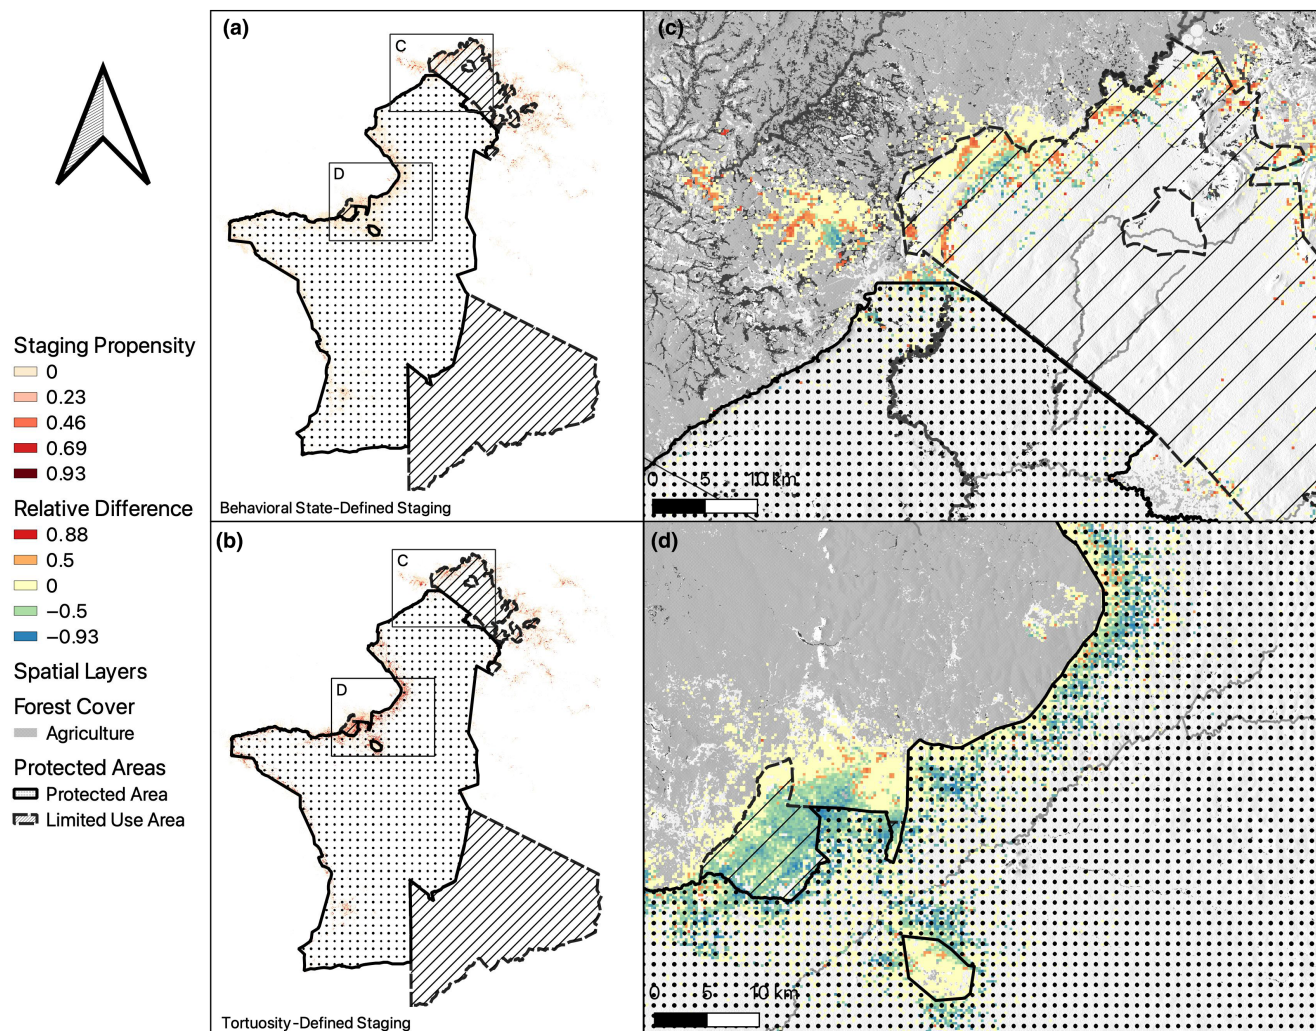 (a)
C
D
Behavioral State-Defined Staging
(b)
C
D
Tortuosity-Defined Staging
(c)
0 5 10 km
(d)
0 5 10 km
Staging Propensity
0
0.23
0.46
0.69
0.93
Relative Difference
0.88
0.5
0
−0.5
−0.93
Spatial Layers
Forest Cover
Agriculture
Protected Areas
Protected Area
Limited Use Area